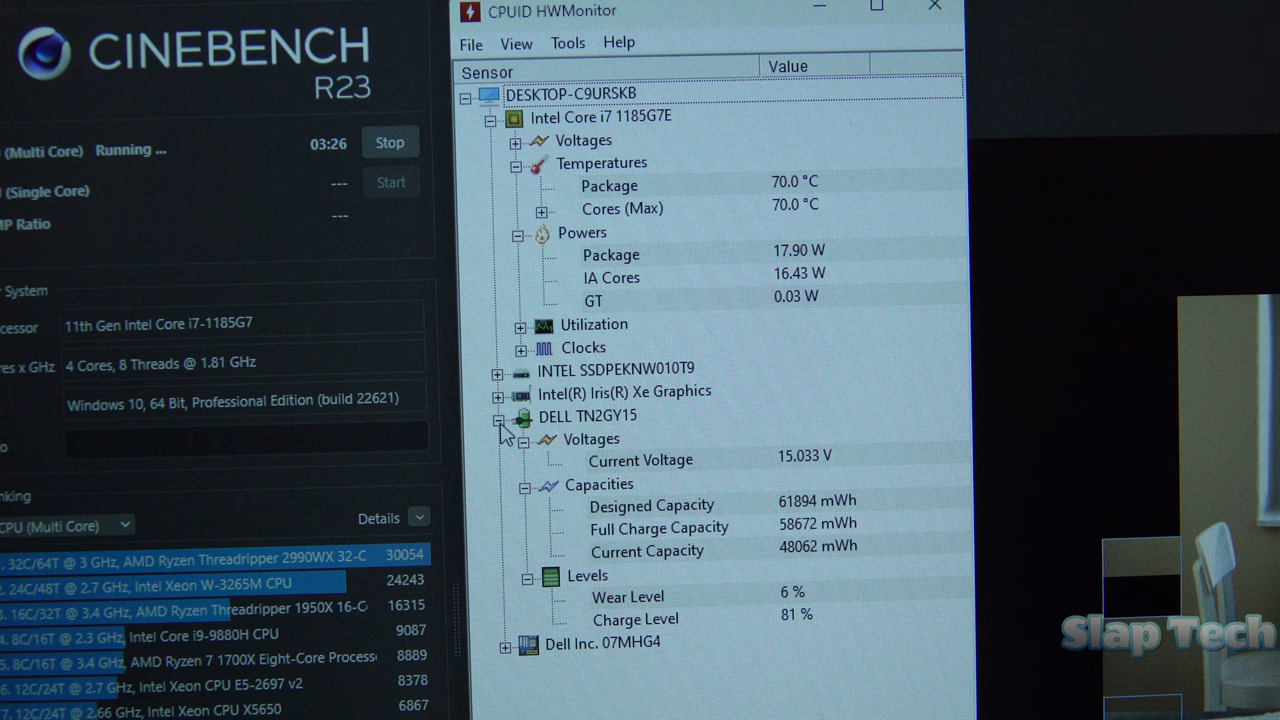 CINEBENCH
R23
(Multi Core) Running ... 03:26 Stop
(Single Core) --- Start
MP Ratio ---
System
11th Gen Intel Core i7-1185G7
es x GHz 4 Cores, 8 Threads @ 1.81 GHz
Windows 10, 64 Bit, Professional Edition (build 22621)
nking
CPU (Multi Core) Details
1. 32C/64T @ 3 GHz, AMD Ryzen Threadripper 2990WX 32-C 30054
2. 24C/48T @ 2.7 GHz, Intel Xeon W-3265M CPU 24243
3. 16C/32T @ 3.4 GHz, AMD Ryzen Threadripper 1950X 16-C 16315
4. 8C/16T @ 2.3 GHz, Intel Core i9-9880H CPU 9087
5. 8C/16T @ 3.4 GHz, AMD Ryzen 7 1700X Eight-Core Process 8889
6. 12C/24T @ 2.7 GHz, Intel Xeon CPU E5-2697 v2 8378
7. 12C/24T @ 2.66 GHz, Intel Xeon CPU X5650 6867
CPUID HWMonitor
File View Tools Help
Sensor Value
DESKTOP-C9URSKB
Intel Core i7 1185G7E
Voltages
Temperatures
Package 70.0 °C
Cores (Max) 70.0 °C
Powers
Package 17.90 W
IA Cores 16.43 W
GT 0.03 W
Utilization
Clocks
INTEL SSDPEKNW010T9
Intel(R) Iris(R) Xe Graphics
DELL TN2GY15
Voltages
Current Voltage 15.033 V
Capacities
Designed Capacity 61894 mWh
Full Charge Capacity 58672 mWh
Current Capacity 48062 mWh
Levels
Wear Level 6 %
Charge Level 81 %
Dell Inc. 07MHG4
Slap Tech